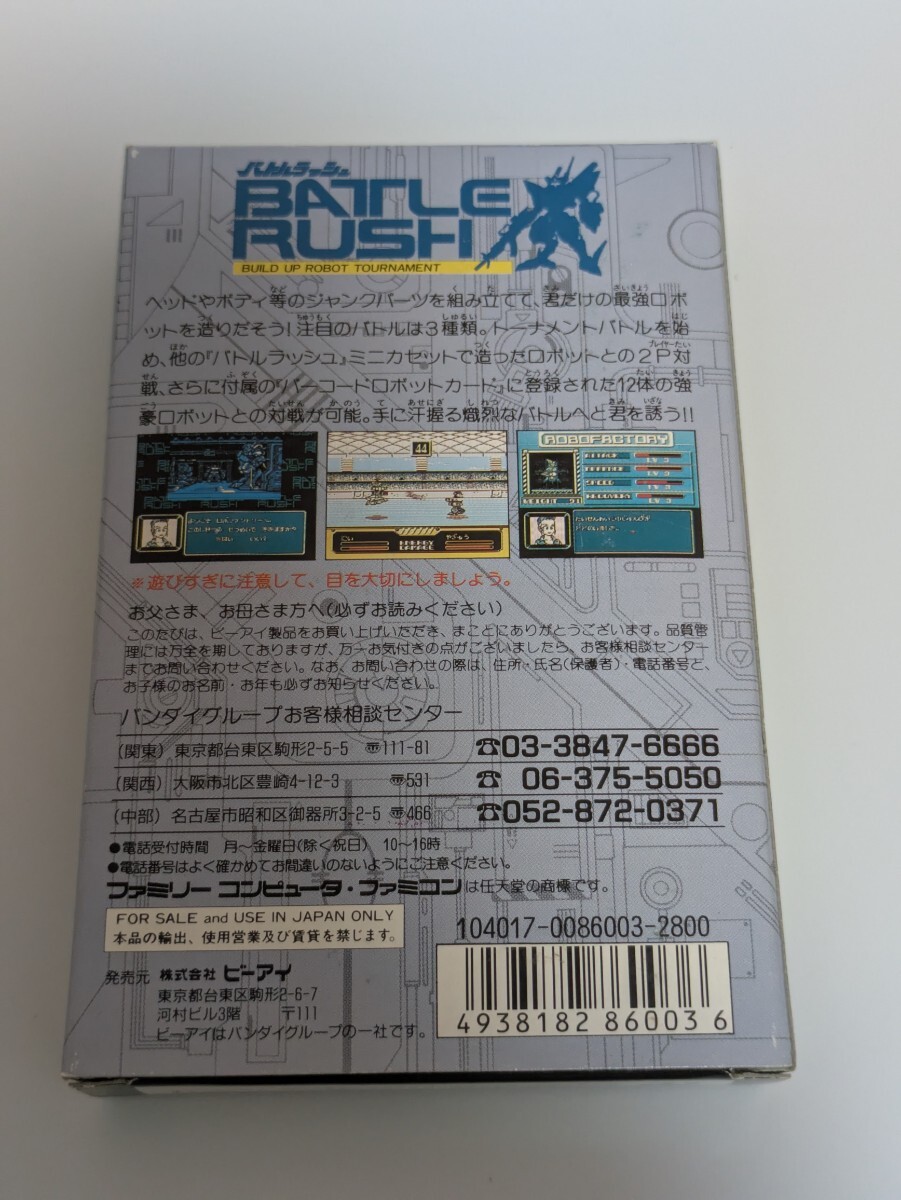 バトルラッシュ
BATTLE
RUSH
BUILD UP ROBOT TOURNAMENT
ヘッドやボディ等のジャンクパーツを組み立てて、君だけの最強ロボ
ットを造りだそう!注目のバトルは3種類。トーナメントバトルを始
め、他の『バトルラッシュ』ミニカセットで造ったロボットとの2P対
戦、さらに付属の『バーコードロボットカード』に登録された12体の強
豪ロボットとの対戦が可能。手に汗握る熾烈なバトルへと君を誘う!!
44
ENERGY
DAMAGE
ROBOFACTORY
SPEED
RECOVERY
※遊びすぎに注意して、目を大切にしましょう。
お父さま、お母さま方へ(必ずお読みください)
このたびは、ビーアイ製品をお買い上げいただき、まことにありがとうございます。品質管
理には万全を期しておりますが、万一お気付きの点がございましたら、お客様相談センター
までお問い合わせください。なお、お問い合わせの際は、住所・氏名(保護者)・電話番号と、
お子様のお名前・お年も必ずお知らせください。
バンダイグループお客様相談センター
(関東) 東京都台東区駒形2-5-5 〠111-81 ☎03-3847-6666
(関西) 大阪市北区豊崎4-12-3 〠531 ☎ 06-375-5050
(中部) 名古屋市昭和区御器所3-2-5 〠466 ☎052-872-0371
●電話受付時間 月〜金曜日(除く祝日) 10〜16時
●電話番号はよく確かめてお間違いのないようにご注意ください。
ファミリー コンピュータ・ファミコンは任天堂の商標です。
FOR SALE and USE IN JAPAN ONLY
本品の輸出、使用営業及び賃貸を禁じます。
104017-0086003-2800
発売元 株式会社 ビーアイ
東京都台東区駒形2-6-7
河村ビル3階 〒111
ビーアイはバンダイグループの一社です。
4938182 860036